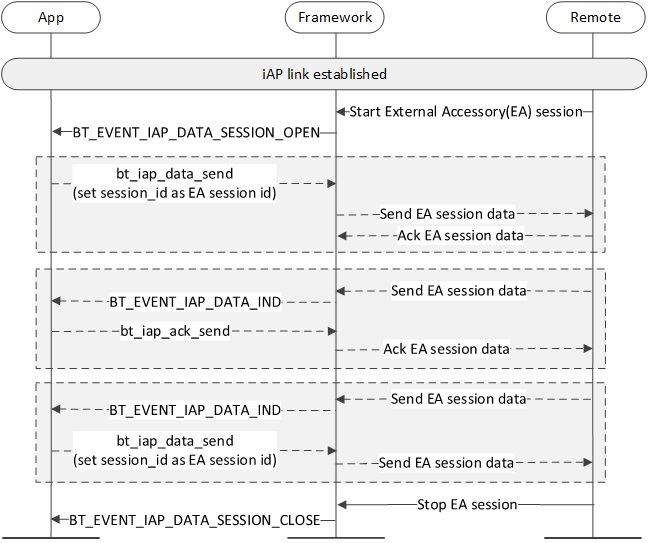 App
Framework
Remote
iAP link established
Start External Accessory(EA) session
BT_EVENT_IAP_DATA_SESSION_OPEN
bt_iap_data_send
(set session_id as EA session id)
Send EA session data
Ack EA session data
Send EA session data
BT_EVENT_IAP_DATA_IND
bt_iap_ack_send
Ack EA session data
Send EA session data
BT_EVENT_IAP_DATA_IND
bt_iap_data_send
(set session_id as EA session id)
Send EA session data
Stop EA session
BT_EVENT_IAP_DATA_SESSION_CLOSE